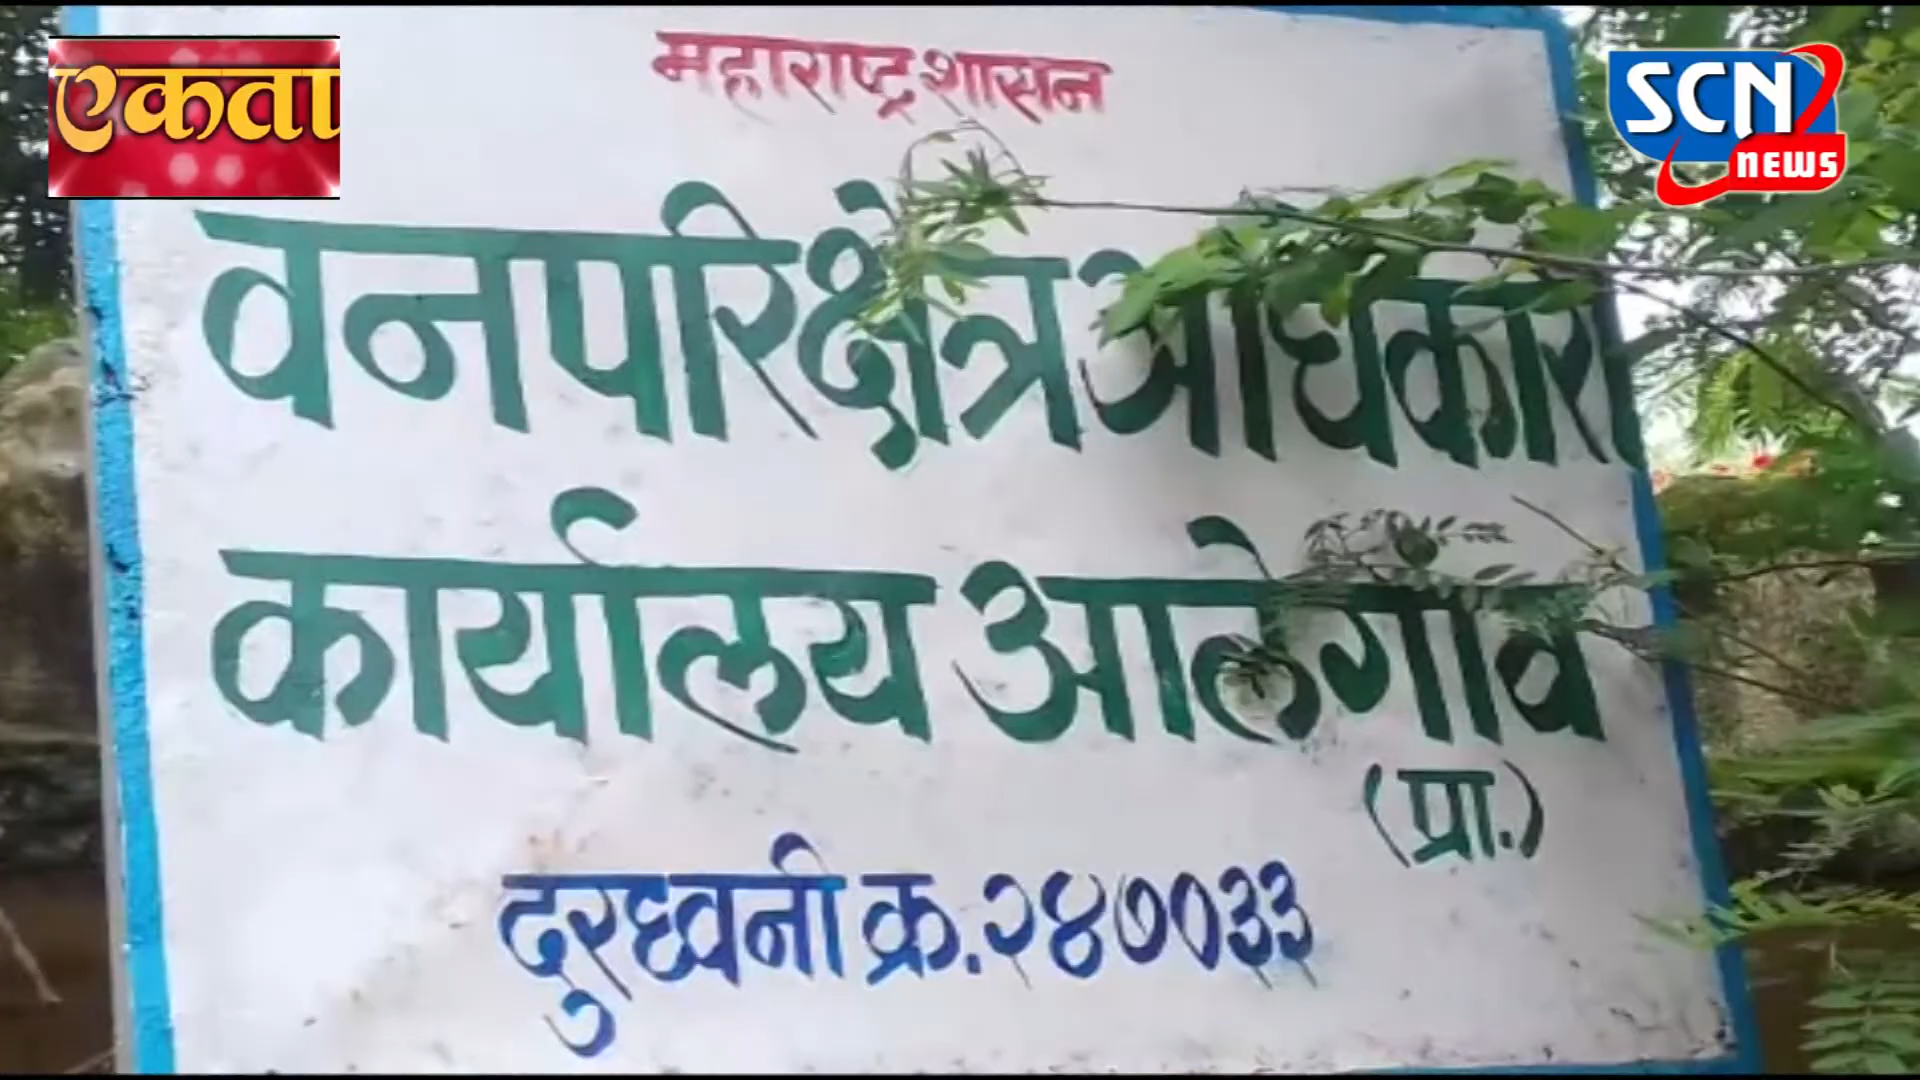 एकता
SCN
NEWS
महाराष्ट्र शासन
वनपरिक्षेत्र अधिकारी
कार्यालय आलेगाँव
(प्रा.)
दुरध्वनी क्र.२४७०३३